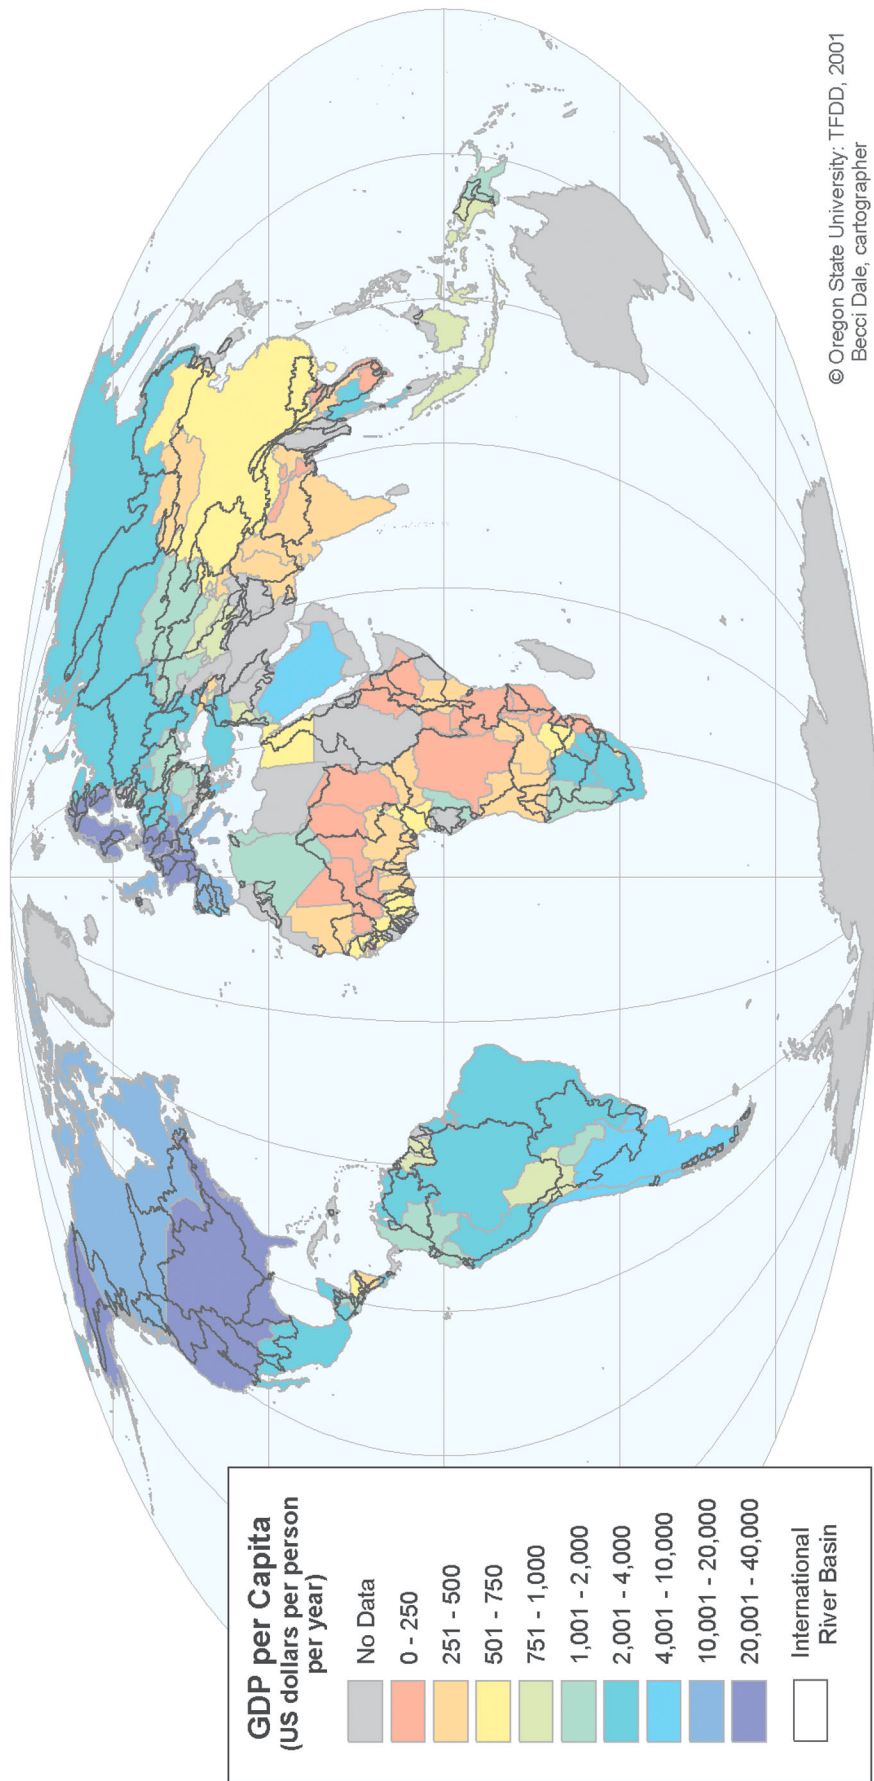 GDP per Capita
(US dollars per person
per year)
No Data
0 - 250
251 - 500
501 - 750
751 - 1,000
1,001 - 2,000
2,001 - 4,000
4,001 - 10,000
10,001 - 20,000
20,001 - 40,000
International
River Basin
© Oregon State University: TFDD, 2001
Becci Dale, cartographer